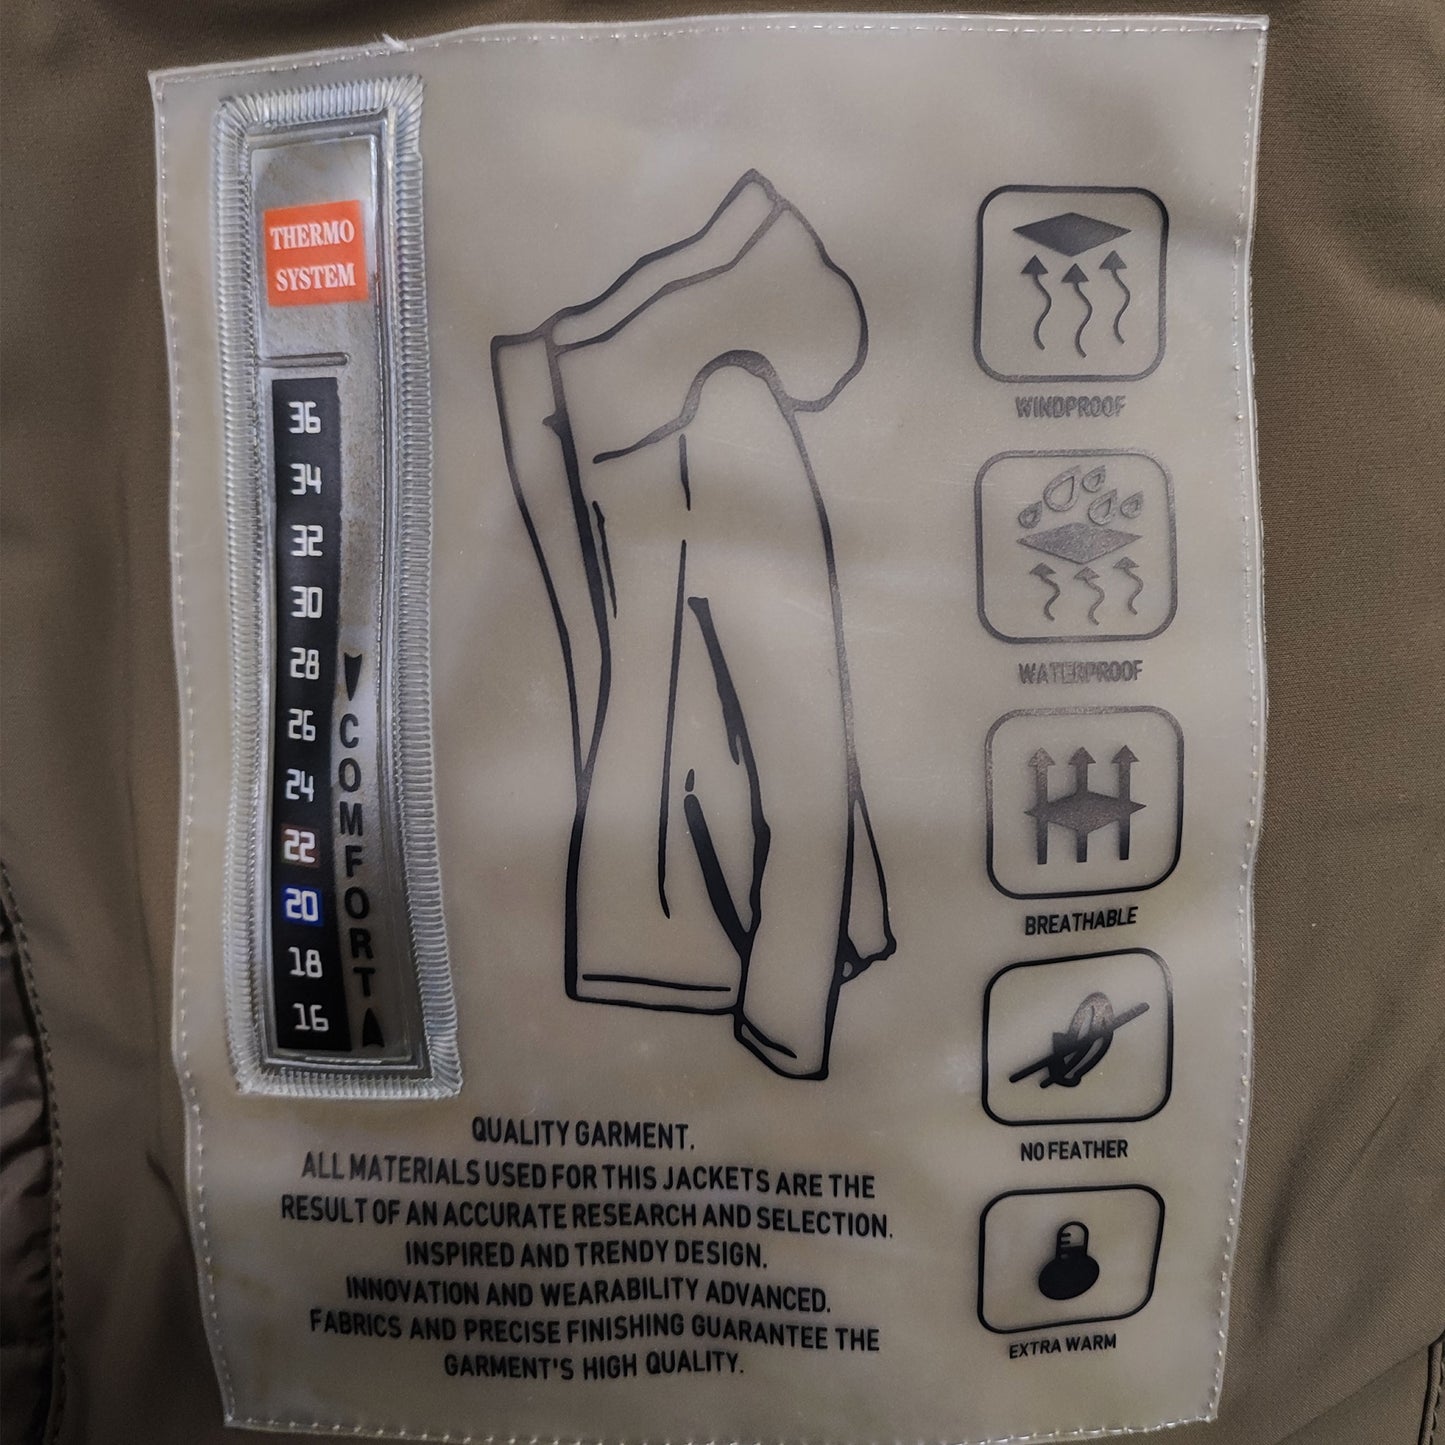 THERMO
SYSTEM
36
34
32
30
28
26
24
22
20
18
16
COMFORT
WINDPROOF
WATERPROOF
BREATHABLE
NO FEATHER
EXTRA WARM
QUALITY GARMENT.
ALL MATERIALS USED FOR THIS JACKETS ARE THE
RESULT OF AN ACCURATE RESEARCH AND SELECTION.
INSPIRED AND TRENDY DESIGN.
INNOVATION AND WEARABILITY ADVANCED.
FABRICS AND PRECISE FINISHING GUARANTEE THE
GARMENT'S HIGH QUALITY.